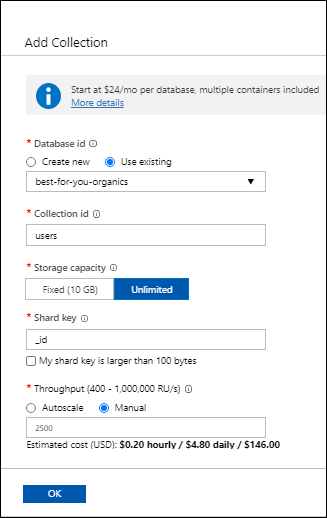 Add Collection
Start at $24/mo per database, multiple containers included
More details
* Database id
Create new Use existing
best-for-you-organics
* Collection id
users
* Storage capacity
Fixed (10 GB) Unlimited
* Shard key
_id
My shard key is larger than 100 bytes
* Throughput (400 - 1,000,000 RU/s)
Autoscale Manual
2500
Estimated cost (USD): $0.20 hourly / $4.80 daily / $146.00
OK